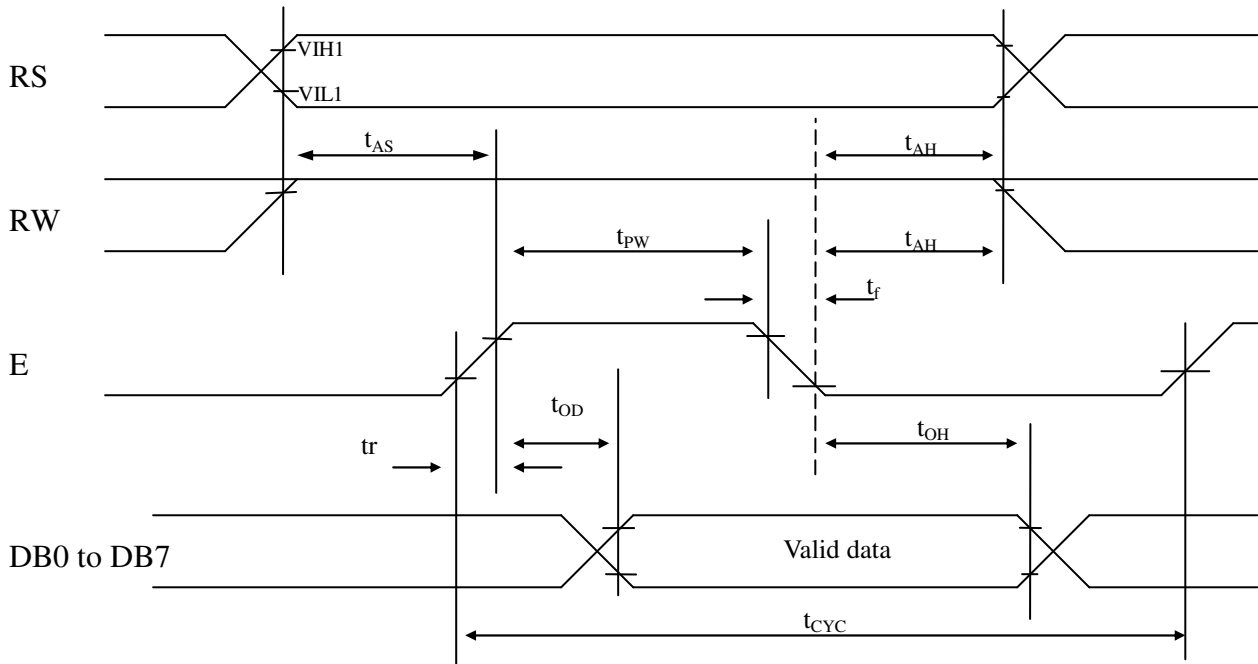 VIH1
RS
VIL1
tAS
tAH
RW
tPW
tAH
tf
E
tOD
tr
tOH
DB0 to DB7
Valid data
tCYC